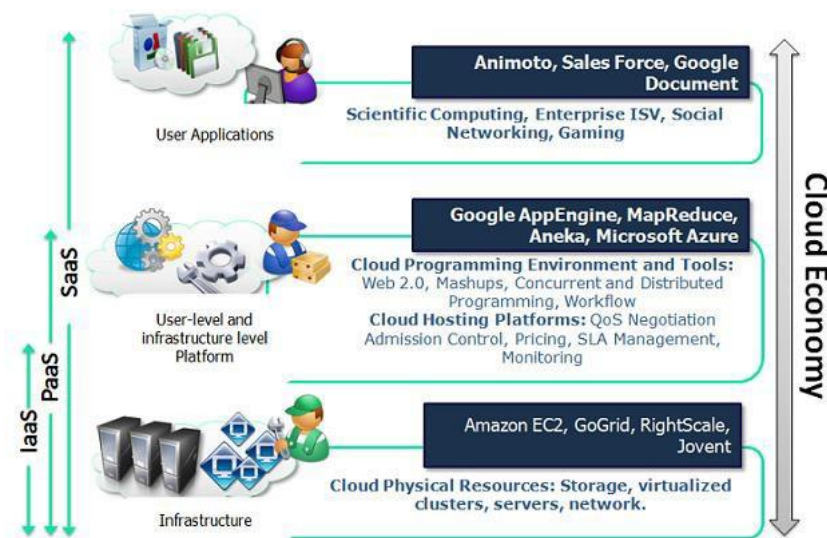 Animoto, Sales Force, Google
Document
Scientific Computing, Enterprise ISV, Social
Networking, Gaming
User Applications
Google AppEngine, MapReduce,
Aneka, Microsoft Azure
Cloud Programming Environment and Tools:
Web 2.0, Mashups, Concurrent and Distributed
Programming, Workflow
Cloud Hosting Platforms: QoS Negotiation
Admission Control, Pricing, SLA Management,
Monitoring
User-level and
infrastructure level
Platform
Amazon EC2, GoGrid, RightScale,
Jovent
Cloud Physical Resources: Storage, virtualized
clusters, servers, network.
Infrastructure
IaaS
PaaS
SaaS
Cloud Economy